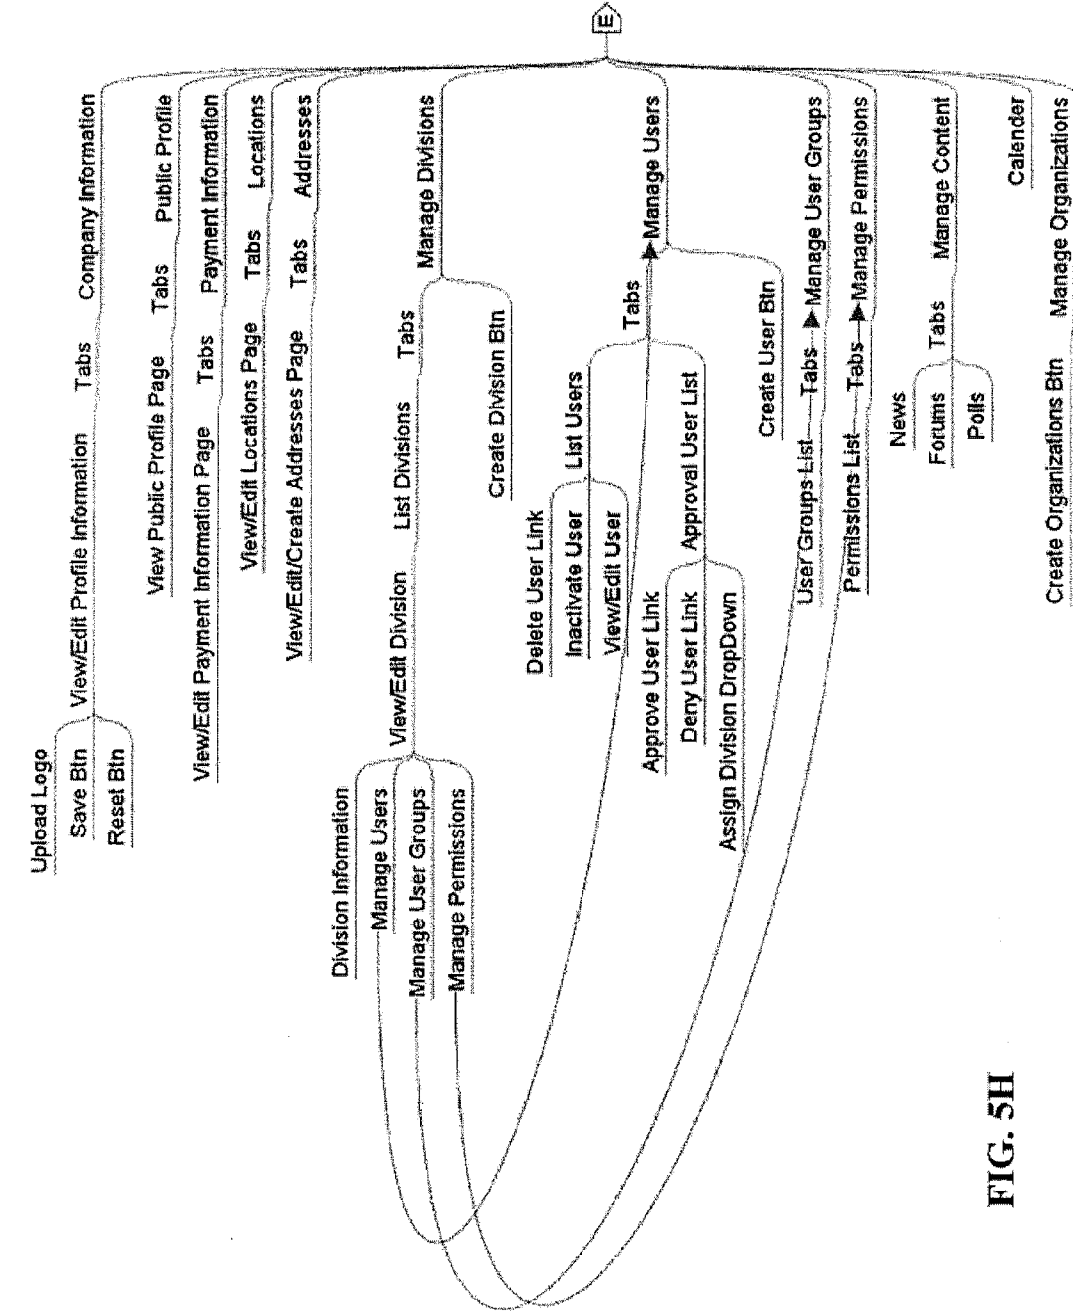 E
Company Information
Tabs
View/Edit Profile Information
Upload Logo
Save Btn
Reset Btn
Public Profile
Tabs
View Public Profile Page
Payment Information
Tabs
View/Edit Payment Information Page
Locations
Tabs
View/Edit Locations Page
Addresses
Tabs
View/Edit/Create Addresses Page
Manage Divisions
Tabs
List Divisions
View/Edit Division
Division Information
Manage Users
Manage User Groups
Manage Permissions
Create Division Btn
Manage Users
Tabs
List Users
Delete User Link
Inactivate User
View/Edit User
Approval User List
Approve User Link
Deny User Link
Assign Division DropDown
Create User Btn
Manage User Groups
Tabs
User Groups List
Manage Permissions
Tabs
Permissions List
Manage Content
Tabs
News
Forums
Polls
Calender
Manage Organizations
Create Organizations Btn
FIG. 5H